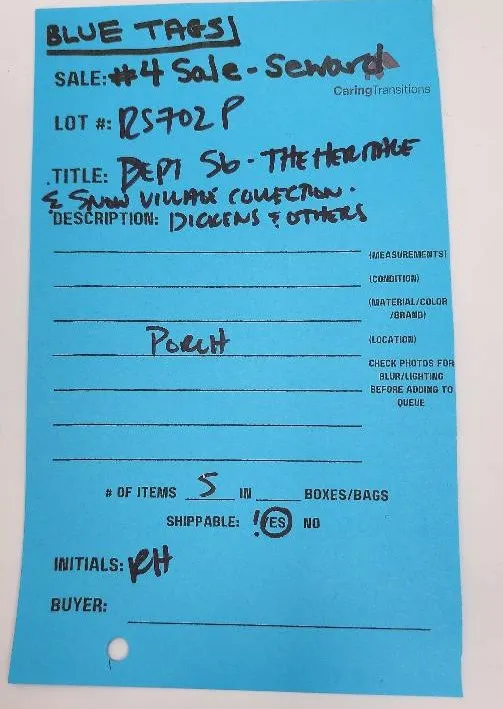 BLUE TAGS
SALE: #4 Sale - Seward
CaringTransitions
LOT #: RS702P
TITLE: DEPT 56 - THE HERITAGE
& SNOW VILLAGE COLLECTION.
DESCRIPTION: DICKENS & OTHERS
(MEASUREMENTS)
(CONDITION)
(MATERIAL/COLOR
/BRAND)
PORCH (LOCATION)
CHECK PHOTOS FOR
BLUR/LIGHTING
BEFORE ADDING TO
QUEUE
# OF ITEMS 5 IN BOXES/BAGS
SHIPPABLE: YES NO
INITIALS: RH
BUYER: